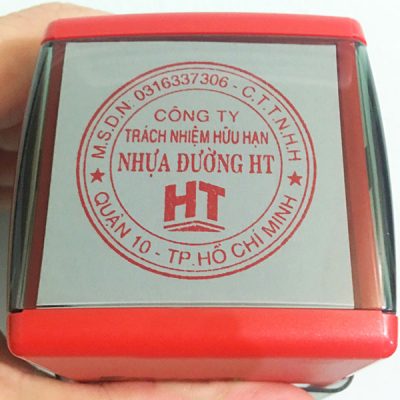 M.S.D.N: 0316337306 - C.T.T.N.H.H
CÔNG TY
TRÁCH NHIỆM HỮU HẠN
NHỰA ĐƯỜNG HT
HT
★ QUẬN 10 - TP. HỒ CHÍ MINH ★